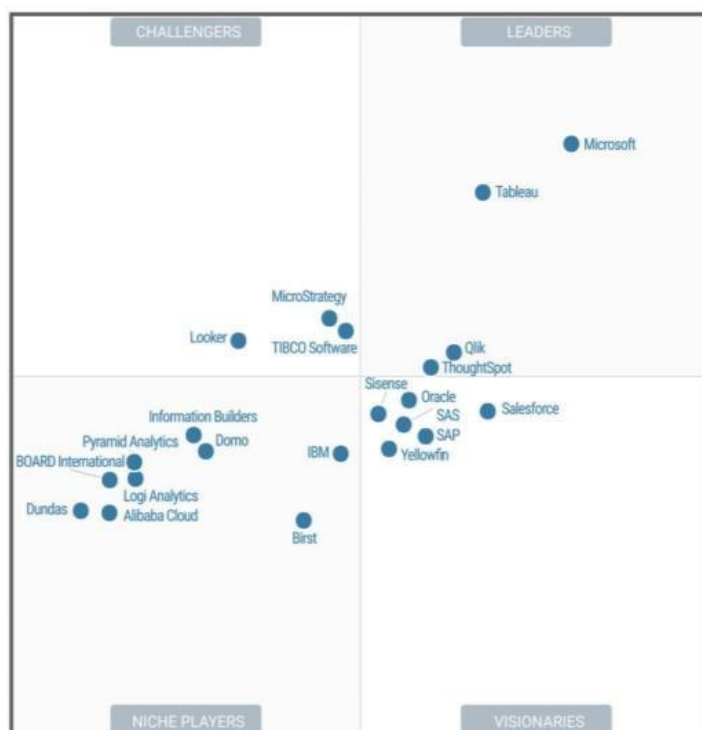 CHALLENGERS
LEADERS
Microsoft
Tableau
MicroStrategy
Looker
TIBCO Software
Qlik
ThoughtSpot
Sisense
Oracle
SAS
Salesforce
Information Builders
Domo
SAP
Pyramid Analytics
IBM
Yellowfin
BOARD International
Logi Analytics
Dundas
Alibaba Cloud
Birst
NICHE PLAYERS
VISIONARIES